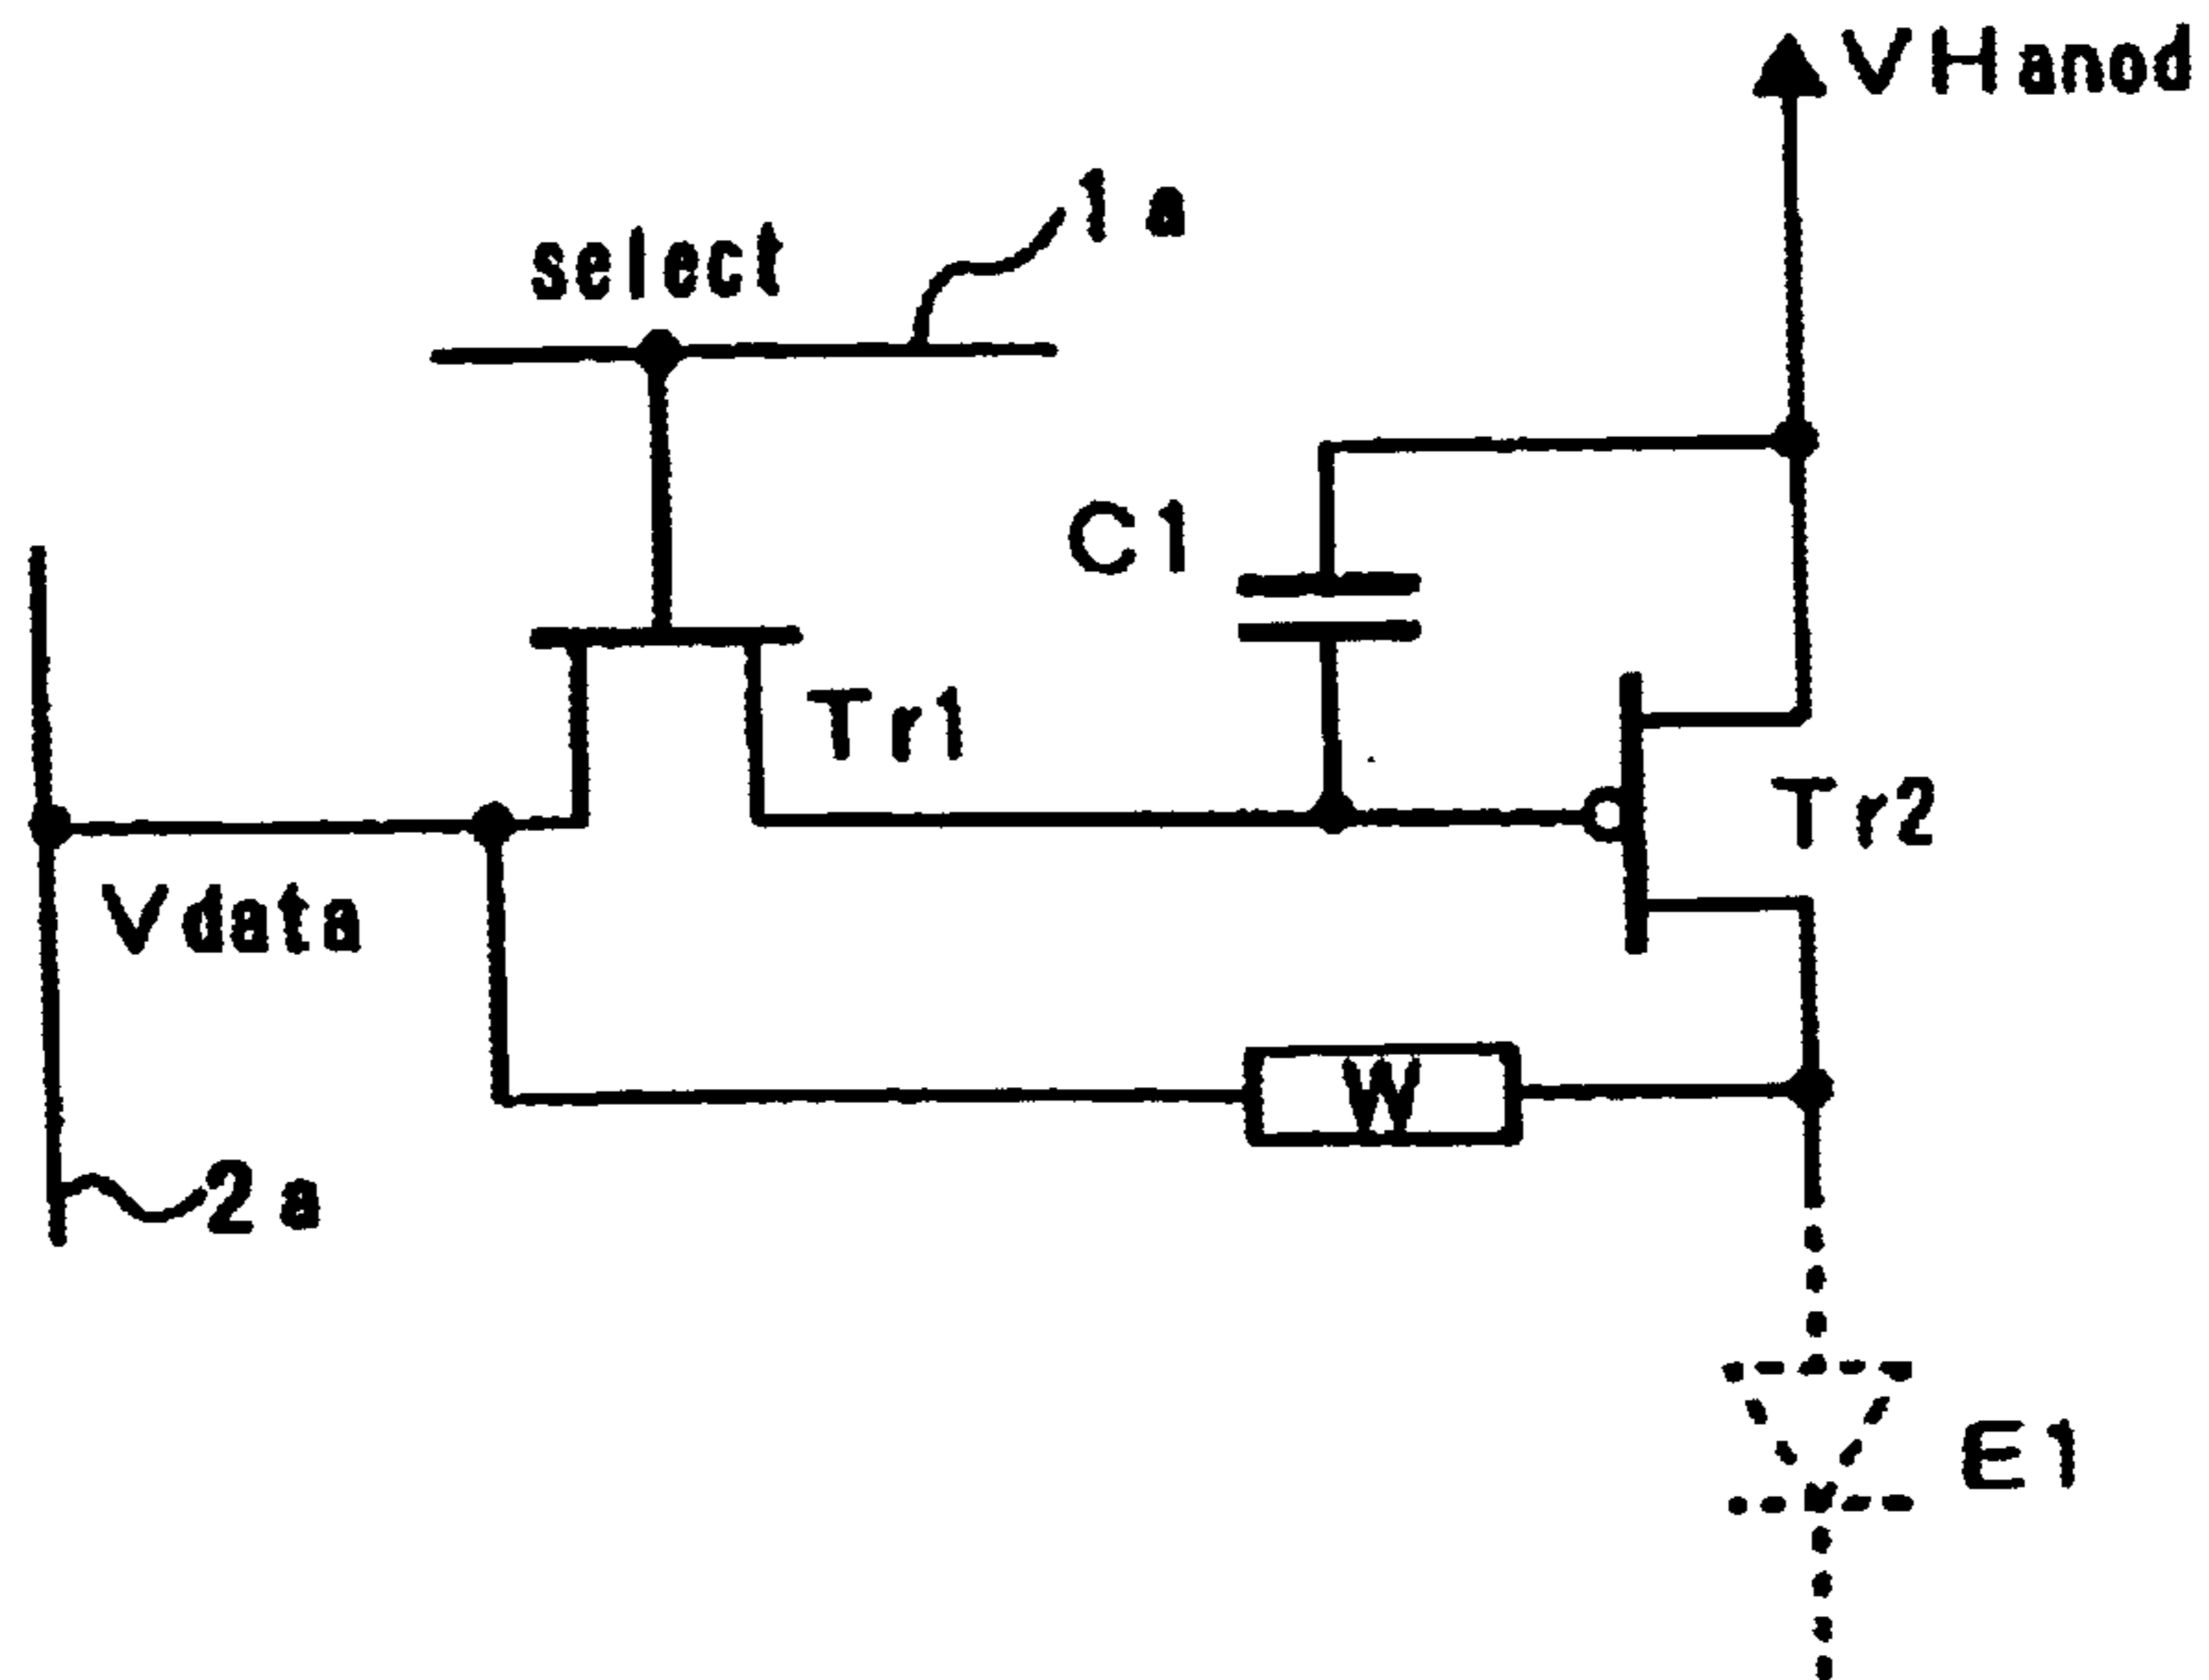 VHanod
1a
select
C1
Tr1
Tr2
Vdata
W
2a
E1